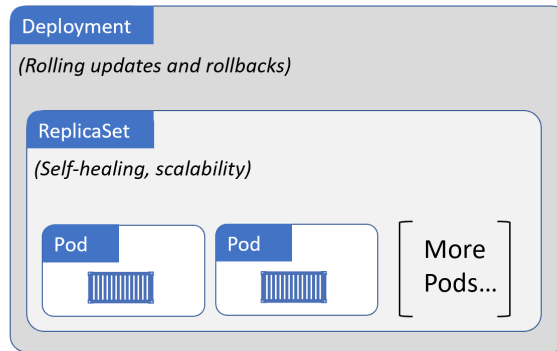 Deployment
(Rolling updates and rollbacks)
ReplicaSet
(Self-healing, scalability)
Pod
Pod
More
Pods...